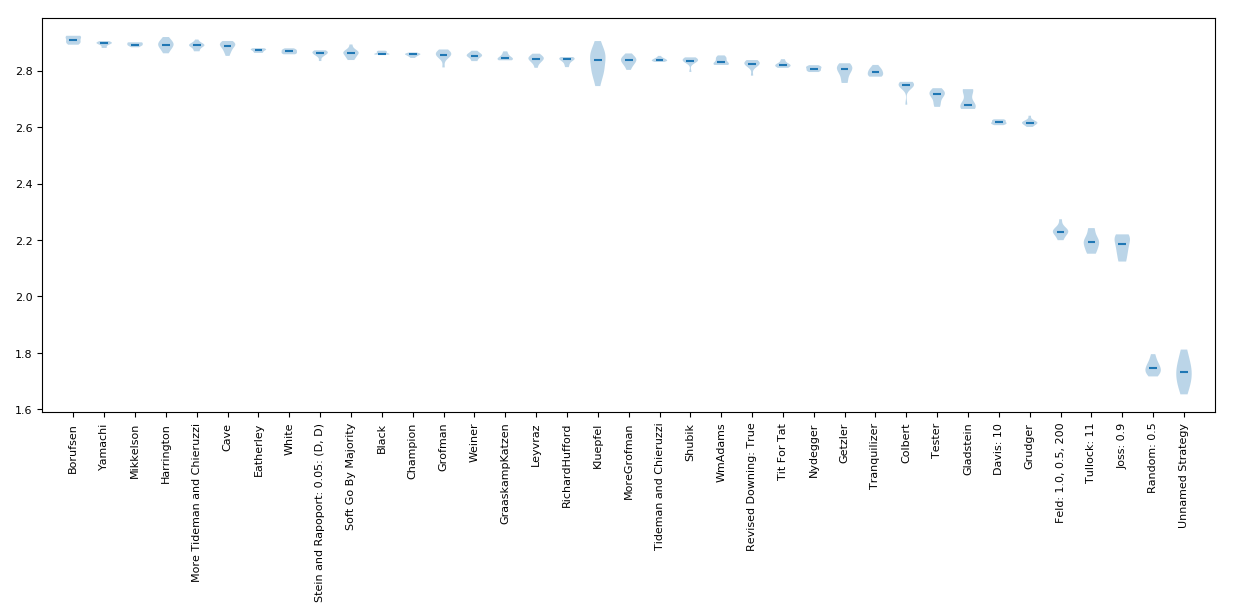 2.8
2.6
2.4
2.2
2.0
1.8
1.6
Borufsen
Yamachi
Mikkelson
Harrington
More Tideman and Chieruzzi
Cave
Eatherley
White
Stein and Rapoport: 0.05: (D, D)
Soft Go By Majority
Black
Champion
Grofman
Weiner
GraaskampKatzen
Leyvraz
RichardHufford
Kluepfel
MoreGrofman
Tideman and Chieruzzi
Shubik
WmAdams
Revised Downing: True
Tit For Tat
Nydegger
Getzler
Tranquilizer
Colbert
Tester
Gladstein
Davis: 10
Grudger
Feld: 1.0, 0.5, 200
Tullock: 11
Joss: 0.9
Random: 0.5
Unnamed Strategy